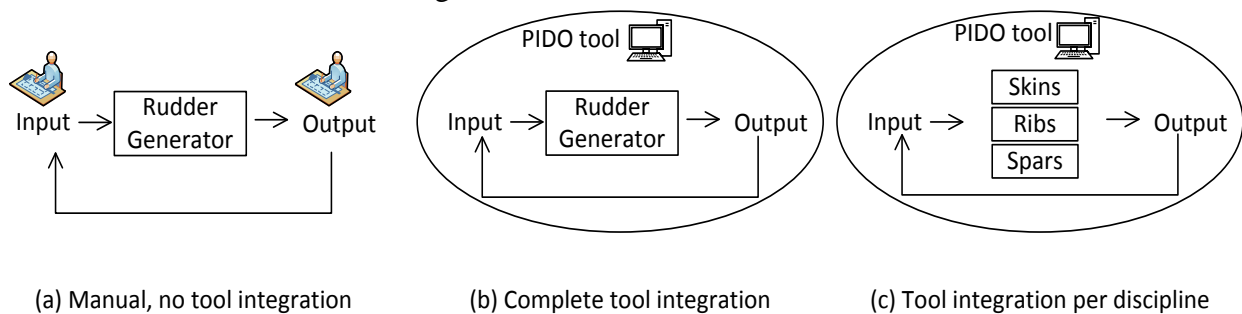 PIDO tool
PIDO tool
Input
Rudder
Generator
Output
Input
Rudder
Generator
Output
Input
Skins
Ribs
Spars
Output
(a) Manual, no tool integration
(b) Complete tool integration
(c) Tool integration per discipline